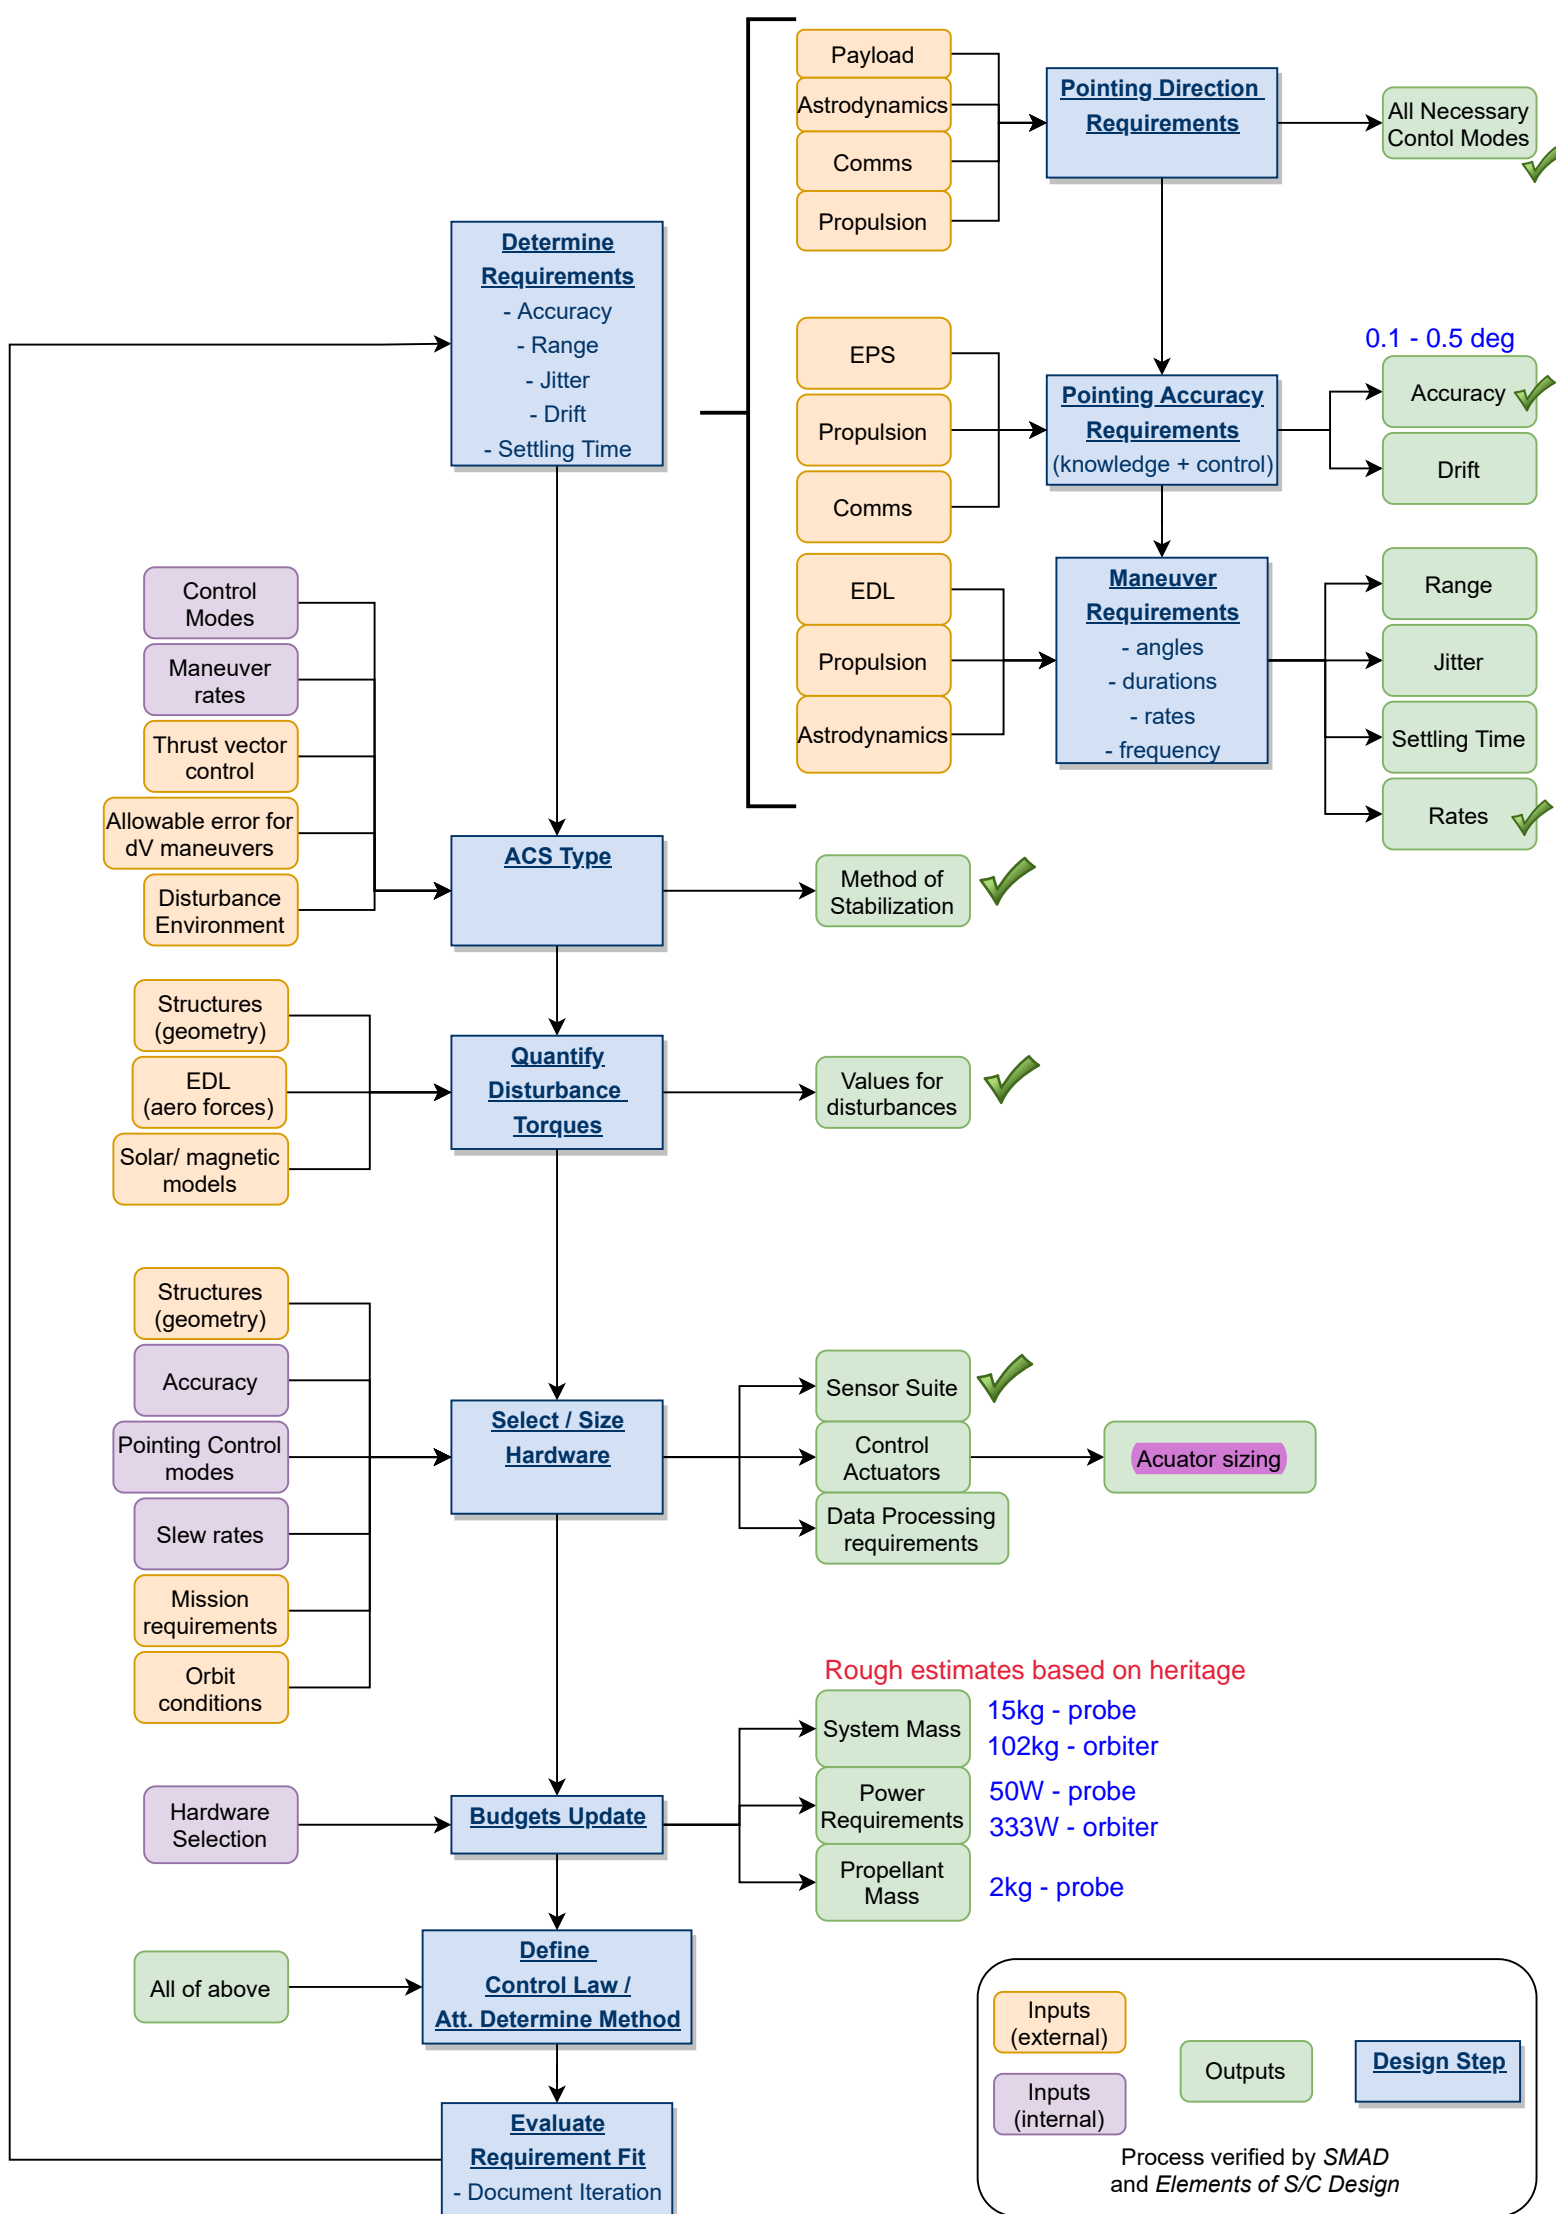 Payload
Astrodynamics
Comms
Propulsion
Pointing Direction
Requirements
All Necessary
Contol Modes
Determine
Requirements
- Accuracy
- Range
- Jitter
- Drift
- Settling Time
EPS
Propulsion
Comms
Pointing Accuracy
Requirements
(knowledge + control)
0.1 - 0.5 deg
Accuracy
Drift
EDL
Propulsion
Astrodynamics
Maneuver
Requirements
- angles
- durations
- rates
- frequency
Range
Jitter
Settling Time
Rates
Control
Modes
Maneuver
rates
Thrust vector
control
Allowable error for
dV maneuvers
Disturbance
Environment
ACS Type
Method of
Stabilization
Structures
(geometry)
EDL
(aero forces)
Solar/ magnetic
models
Quantify
Disturbance
Torques
Values for
disturbances
Structures
(geometry)
Accuracy
Pointing Control
modes
Slew rates
Mission
requirements
Orbit
conditions
Select / Size
Hardware
Sensor Suite
Control
Actuators
Data Processing
requirements
Acuator sizing
Rough estimates based on heritage
Hardware
Selection
Budgets Update
System Mass
15kg - probe
102kg - orbiter
Power
Requirements
50W - probe
333W - orbiter
Propellant
Mass
2kg - probe
All of above
Define
Control Law /
Att. Determine Method
Evaluate
Requirement Fit
- Document Iteration
Inputs
(external)
Inputs
(internal)
Outputs
Design Step
Process verified by SMAD
and Elements of S/C Design